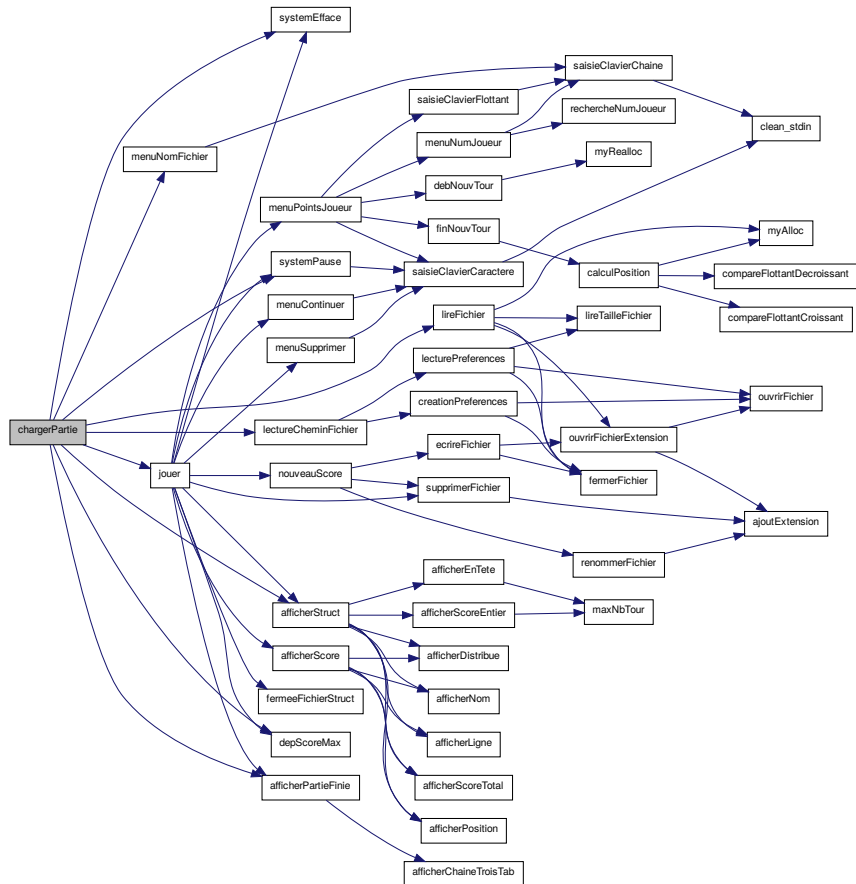 systemEfface
saisieClavierChaine
saisieClavierFlottant
rechercheNumJoueur
clean_stdin
menuNumJoueur
menuNomFichier
myRealloc
debNouvTour
menuPointsJoueur
finNouvTour
myAlloc
systemPause
saisieClavierCaractere
calculPosition
compareFlottantDecroissant
menuContinuer
lireFichier
lireTailleFichier
compareFlottantCroissant
menuSupprimer
lecturePreferences
creationPreferences
ouvrirFichier
chargerPartie
lectureCheminFichier
ecrireFichier
ouvrirFichierExtension
jouer
nouveauScore
supprimerFichier
fermerFichier
ajoutExtension
renommerFichier
afficherEnTete
afficherStruct
afficherScoreEntier
maxNbTour
afficherScore
afficherDistribue
fermeeFichierStruct
afficherNom
depScoreMax
afficherLigne
afficherPartieFinie
afficherScoreTotal
afficherPosition
afficherChaineTroisTab